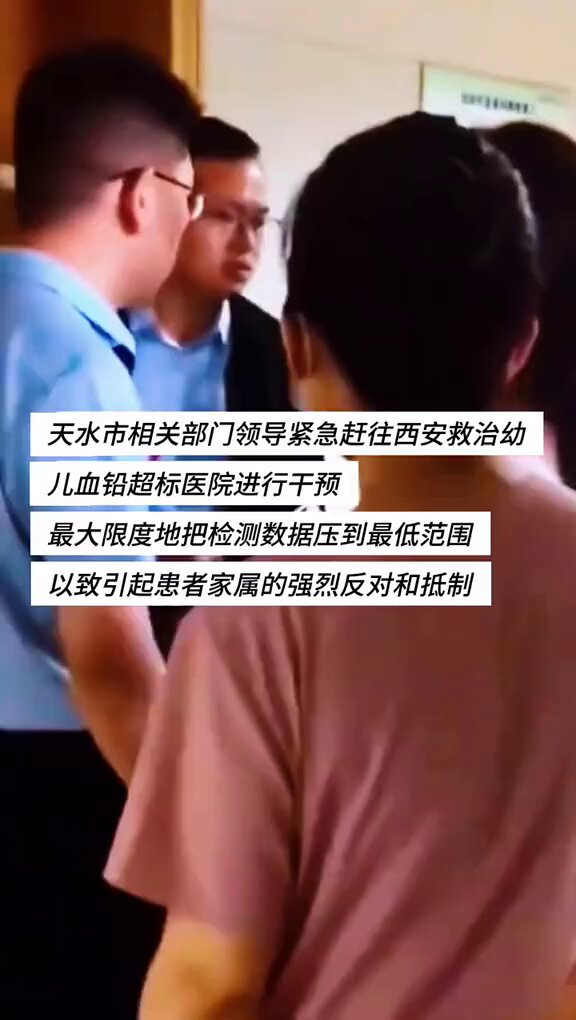 天水市相关部门领导紧急赶往西安救治幼
儿血铅超标医院进行干预
最大限度地把检测数据压到最低范围
以致引起患者家属的强烈反对和抵制